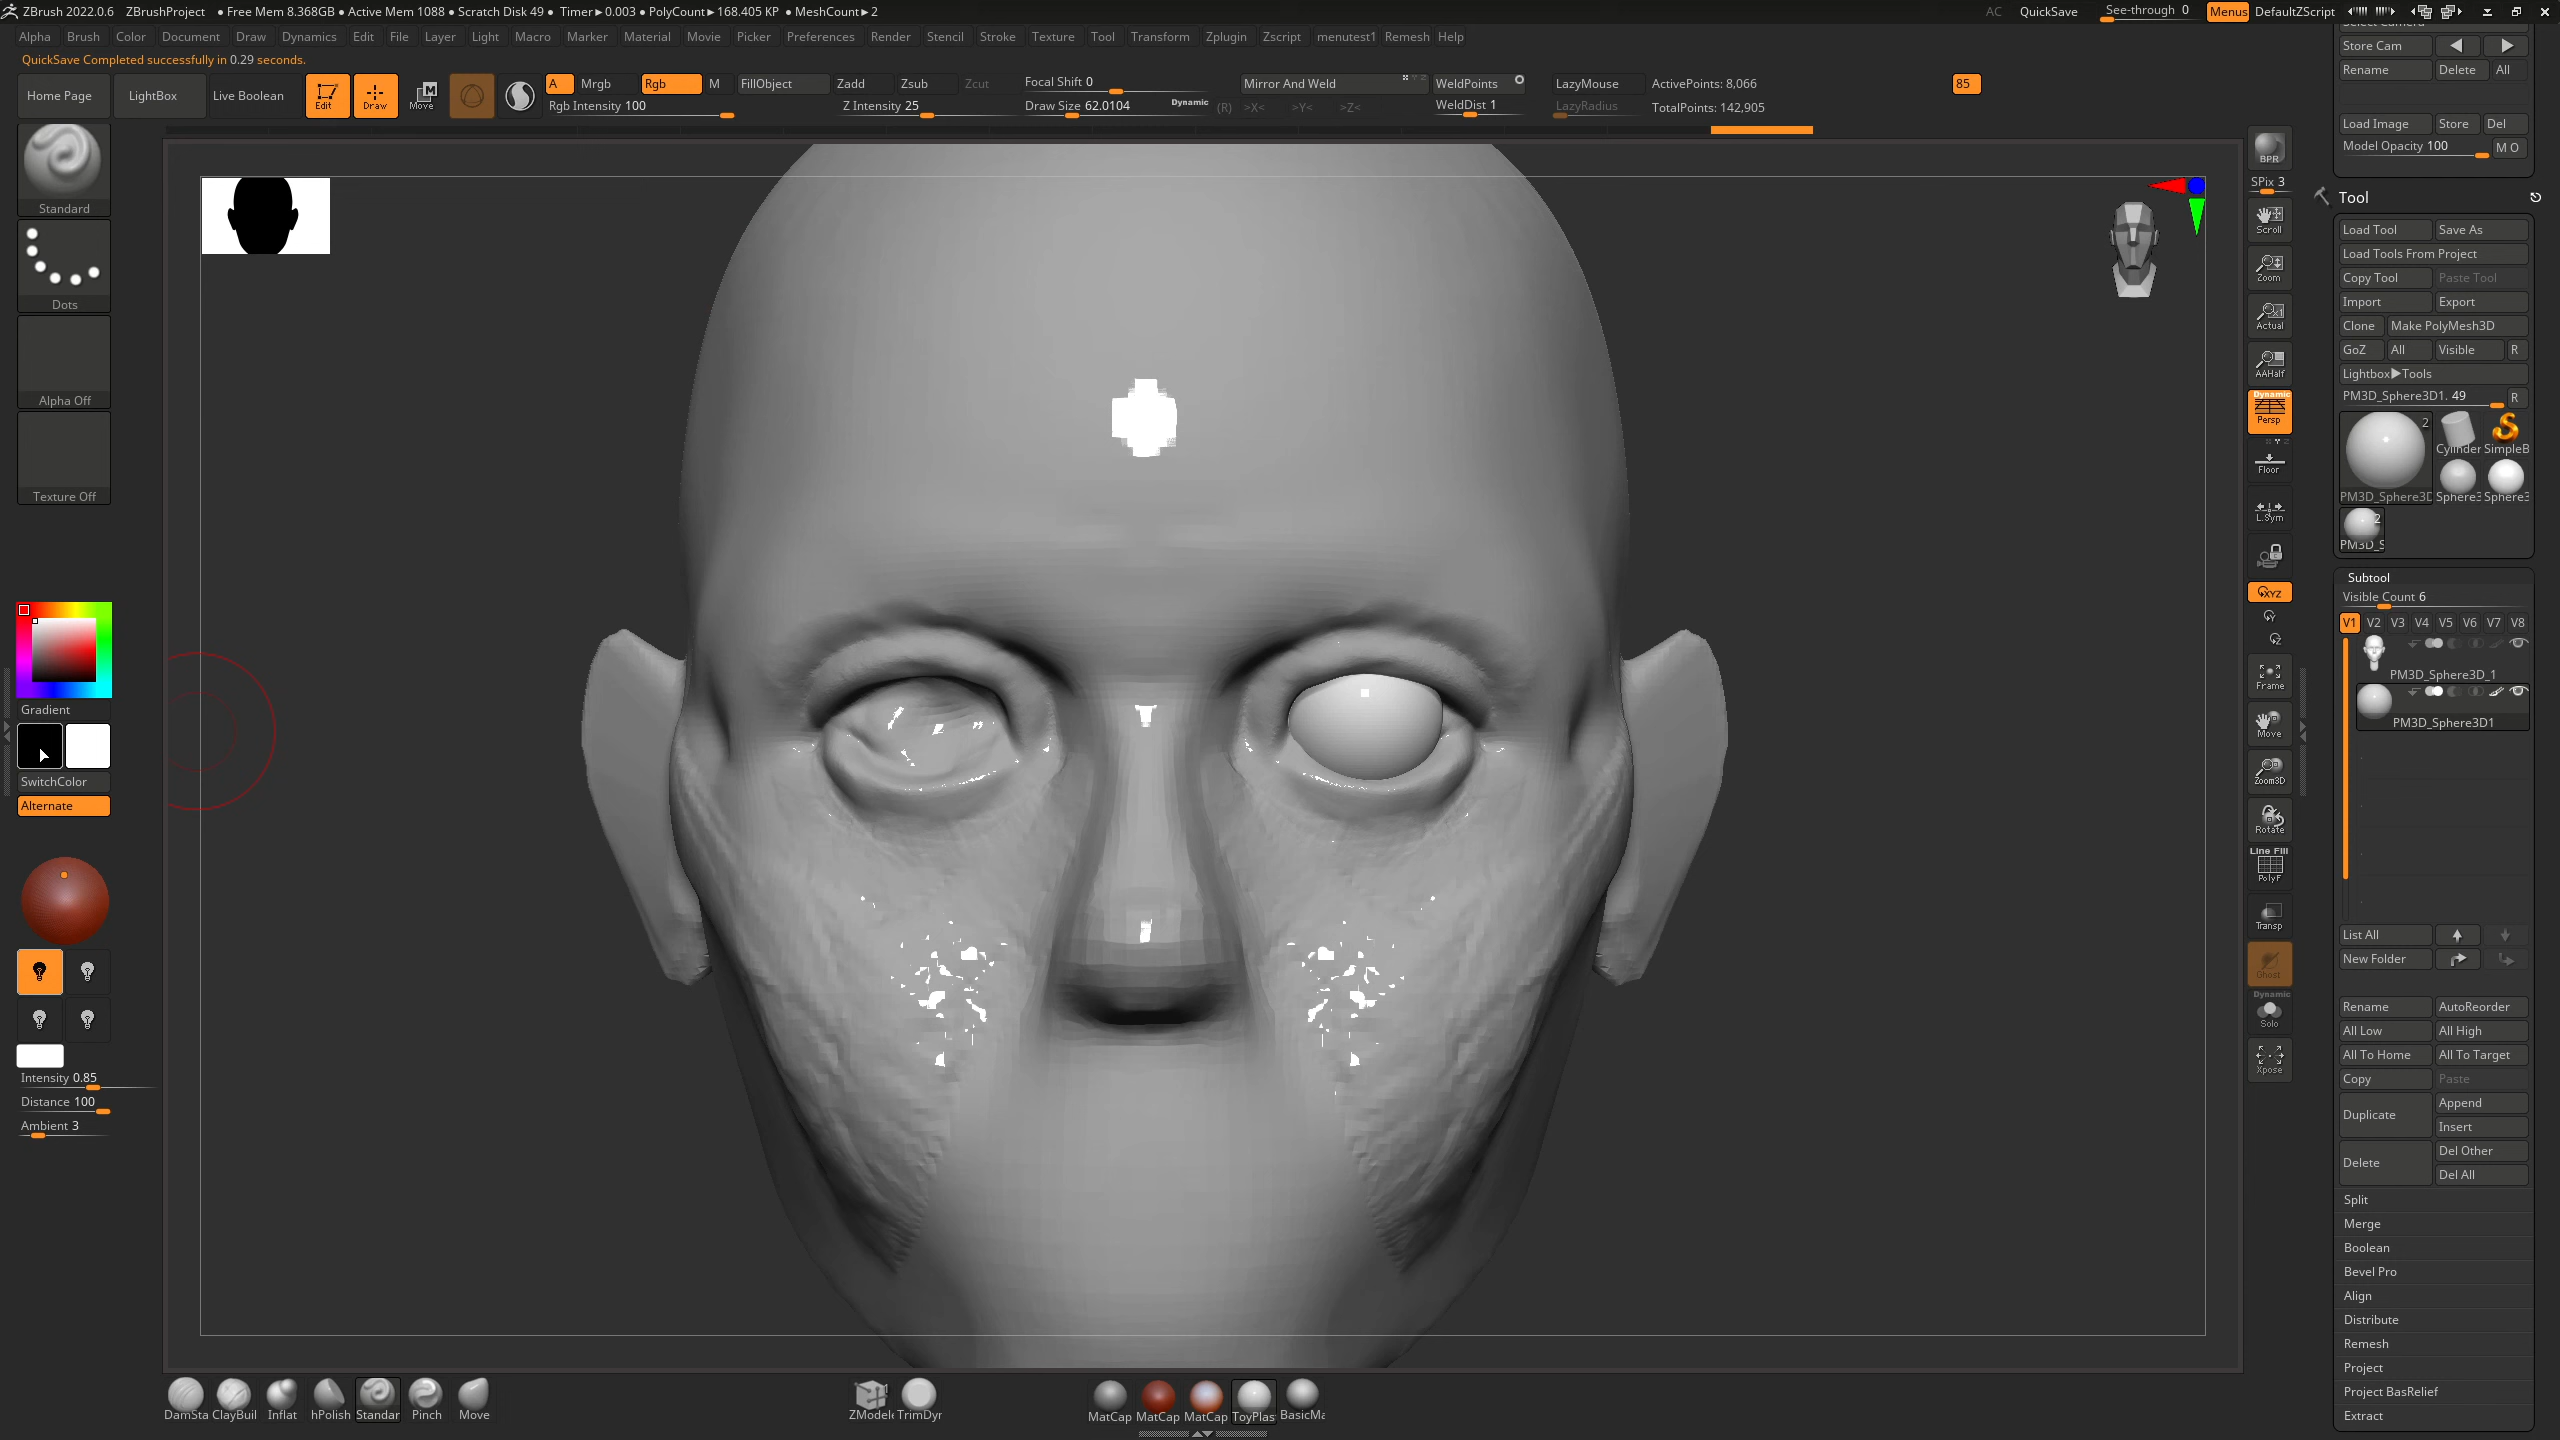 ZBrush 2022.0.6 ZBrushProject • Free Mem 8.368GB • Active Mem 1088 • Scratch Disk 49 • Timer▸0.003 • PolyCount▸168.405 KP • MeshCount▸2 AC QuickSave See-through 0 Menus DefaultZScript
Alpha Brush Color Document Draw Dynamics Edit File Layer Light Macro Marker Material Movie Picker Preferences Render Stencil Stroke Texture Tool Transform Zplugin Zscript menutest1 Remesh Help
QuickSave Completed successfully in 0.29 seconds.
Home Page LightBox Live Boolean Edit Draw Move
A Mrgb Rgb M FillObject Zadd Zsub Zcut Focal Shift 0 Mirror And Weld WeldPoints LazyMouse ActivePoints: 8,066 85
Rgb Intensity 100 Z Intensity 25 Draw Size 62.0104 Dynamic (R) >X< >Y< >Z< WeldDist 1 LazyRadius TotalPoints: 142,905
Standard
Dots
Alpha Off
Texture Off
Gradient
SwitchColor
Alternate
Intensity 0.85
Distance 100
Ambient 3
DamSta ClayBuil Inflat hPolish Standar Pinch Move ZModele TrimDyr MatCap MatCap MatCap ToyPlas BasicMa
BPR
SPix 3
Scroll
Zoom
Actual
AAHalf
Dynamic
Persp
Floor
L.Sym
XYZ
Y
Z
Frame
Move
Zoom3D
Rotate
Line Fill
PolyF
Transp
Ghost
Dynamic
Solo
Xpose
Store Cam
Rename Delete All
Load Image Store Del
Model Opacity 100 M O
Tool
Load Tool Save As
Load Tools From Project
Copy Tool Paste Tool
Import Export
Clone Make PolyMesh3D
GoZ All Visible R
Lightbox▶Tools
PM3D_Sphere3D1. 49 R
2
Cylinder SimpleB
PM3D_Sphere3D Sphere3 Sphere3
2
PM3D_S
Subtool
Visible Count 6
V1 V2 V3 V4 V5 V6 V7 V8
PM3D_Sphere3D_1
PM3D_Sphere3D1
List All
New Folder
Rename AutoReorder
All Low All High
All To Home All To Target
Copy Paste
Duplicate Append
Insert
Delete Del Other
Del All
Split
Merge
Boolean
Bevel Pro
Align
Distribute
Remesh
Project
Project BasRelief
Extract